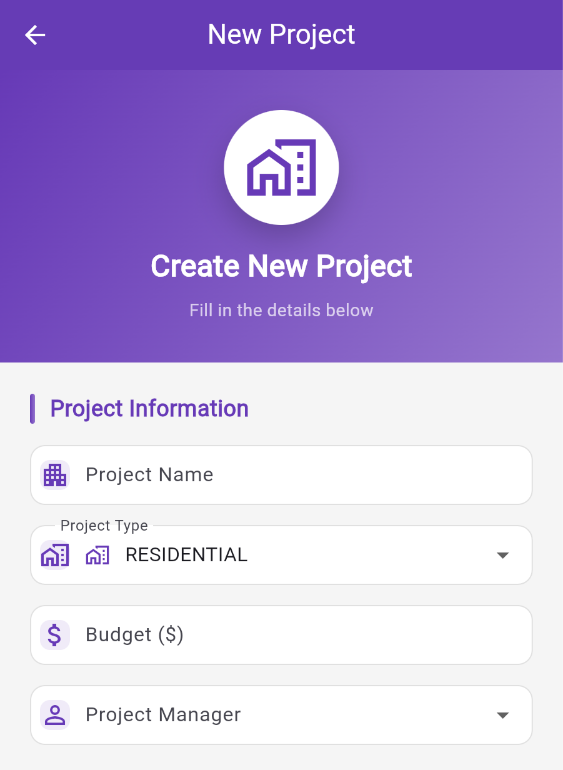 New Project
Create New Project
Fill in the details below
Project Information
Project Name
Project Type
RESIDENTIAL
Budget ($)
Project Manager